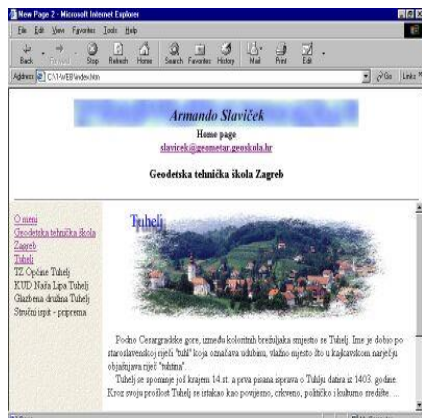 New Page 2 - Microsoft Internet Explorer
File Edit View Favorites Tools Help
Back Forward Stop Refresh Home Search Favorites History Mail Print Edit
Address C:\1-WEB\index.htm Go Links
Armando Slaviček
Home page
slavicek@geometar.geoskola.hr
Geodetska tehnička škola Zagreb
O meni
Geodetska tehnička škola
Zagreb
Tuhelj
TZ Općine Tuhelj
KUD Naša Lipa Tuhelj
Glazbena družina Tuhelj
Stručni ispit - priprema
Tuhelj
Podno Cesargradske gore, između kolovitnih brežuljaka smjestio se Tuhelj. Ime je dobio po
staroslavenskoj riječi "tuhl" koja označava udubinu, vlažno mjesto što u kajkavskom narječju
objašnjava riječ "tuhtina".
Tuhelj se spominje još krajem 14. st. a prva pisana isprava o Tuhlju datira iz 1403. godine.
Kroz svoju prošlost Tuhelj se istakao kao povijesno, crkveno, političko i kulturno središte ...